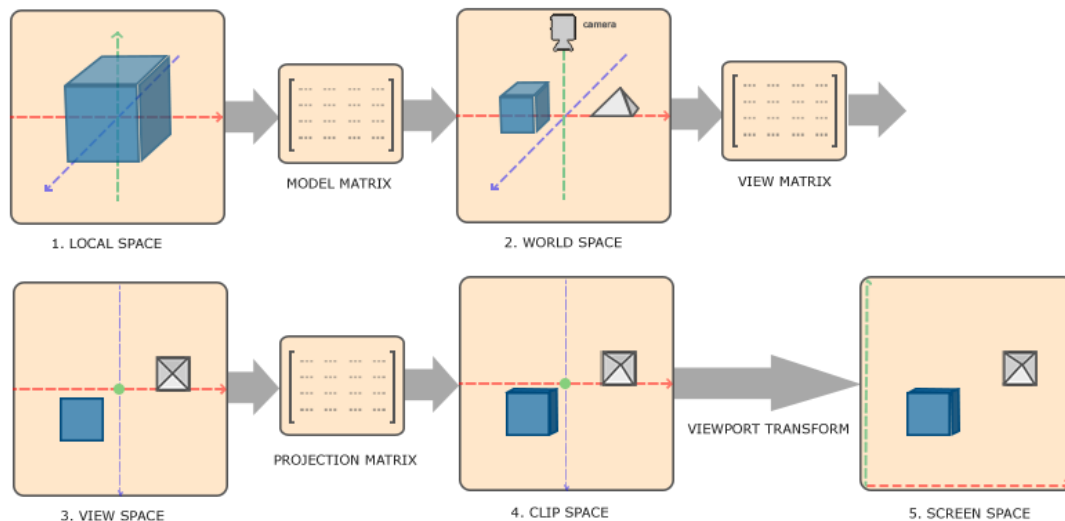 camera
MODEL MATRIX
VIEW MATRIX
1. LOCAL SPACE
2. WORLD SPACE
PROJECTION MATRIX
VIEWPORT TRANSFORM
3. VIEW SPACE
4. CLIP SPACE
5. SCREEN SPACE